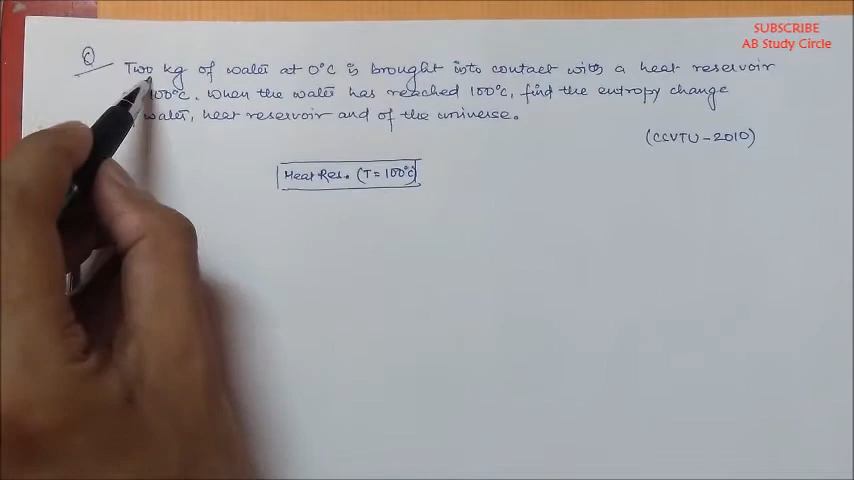 SUBSCRIBE
AB Study Circle
Q
Two kg of water at 0°C is brought into contact with a heat reservoir
100°C. When the water has reached 100°C, find the entropy change
water, heat reservoir and of the universe.
(CSVTU-2010)
Heat Res. (T = 100°C)